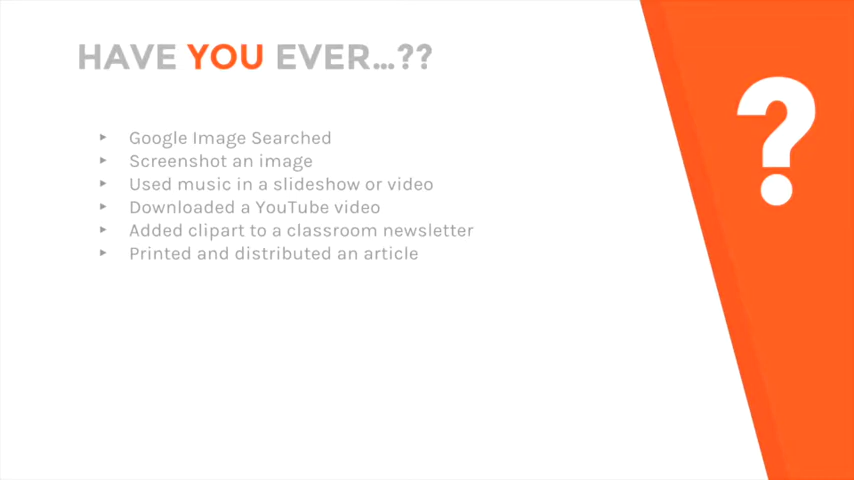 HAVE YOU EVER...??
Google Image Searched
Screenshot an image
Used music in a slideshow or video
Downloaded a YouTube video
Added clipart to a classroom newsletter
Printed and distributed an article
?